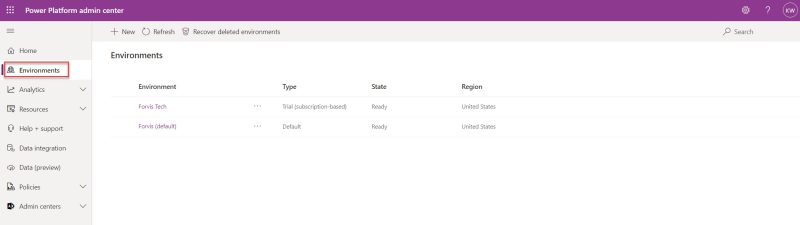 Power Platform admin center
?
KW
+ New Refresh Recover deleted environments Search
Home
Environments
Analytics
Resources
Help + support
Data integration
Data (preview)
Policies
Admin centers
Environments
Environment Type State Region
Forvis Tech ... Trial (subscription-based) Ready United States
Forvis (default) ... Default Ready United States